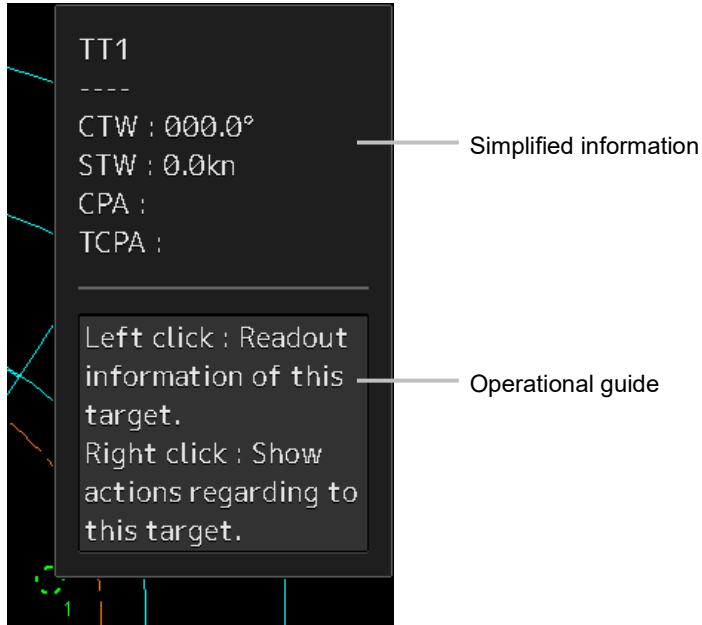 TT1
----
CTW : 000.0°
STW : 0.0kn
CPA :
TCPA :
Simplified information
Left click : Readout
information of this
target.
Right click : Show
actions regarding to
this target.
Operational guide
1